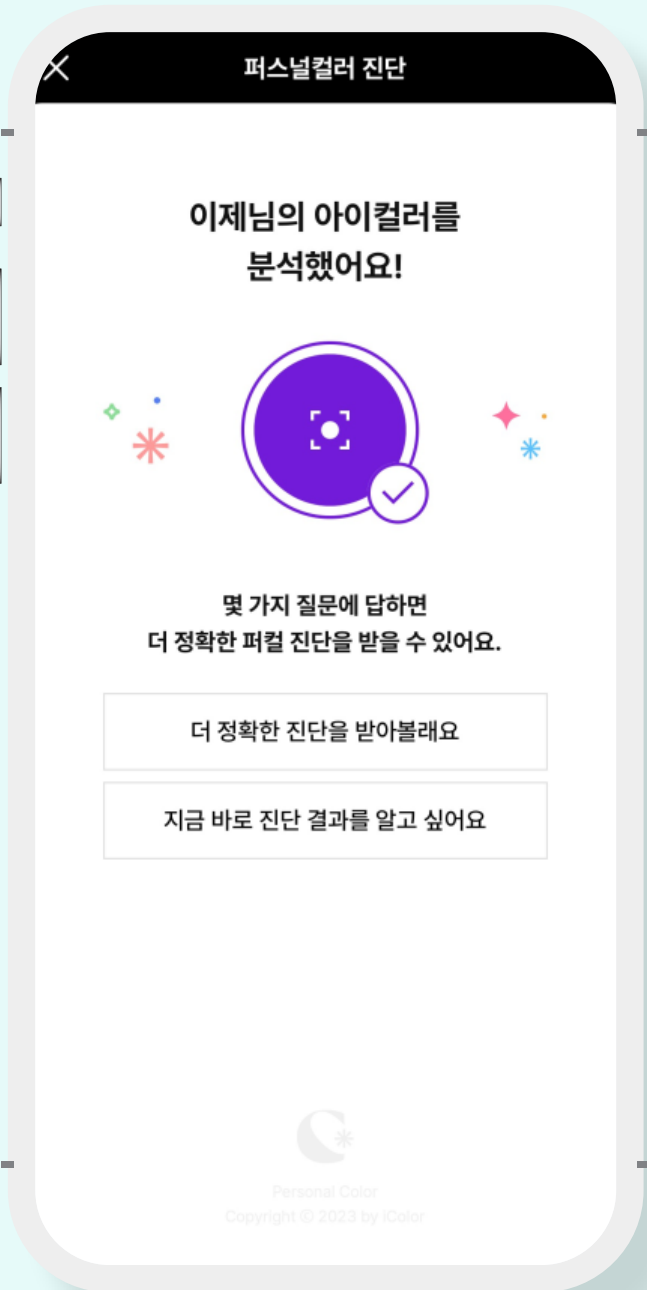 퍼스널컬러 진단
이제님의 아이컬러를
분석했어요!
몇 가지 질문에 답하면
더 정확한 퍼컬 진단을 받을 수 있어요.
더 정확한 진단을 받아볼래요
지금 바로 진단 결과를 알고 싶어요
Personal Color
Copyright © 2023 by iColor